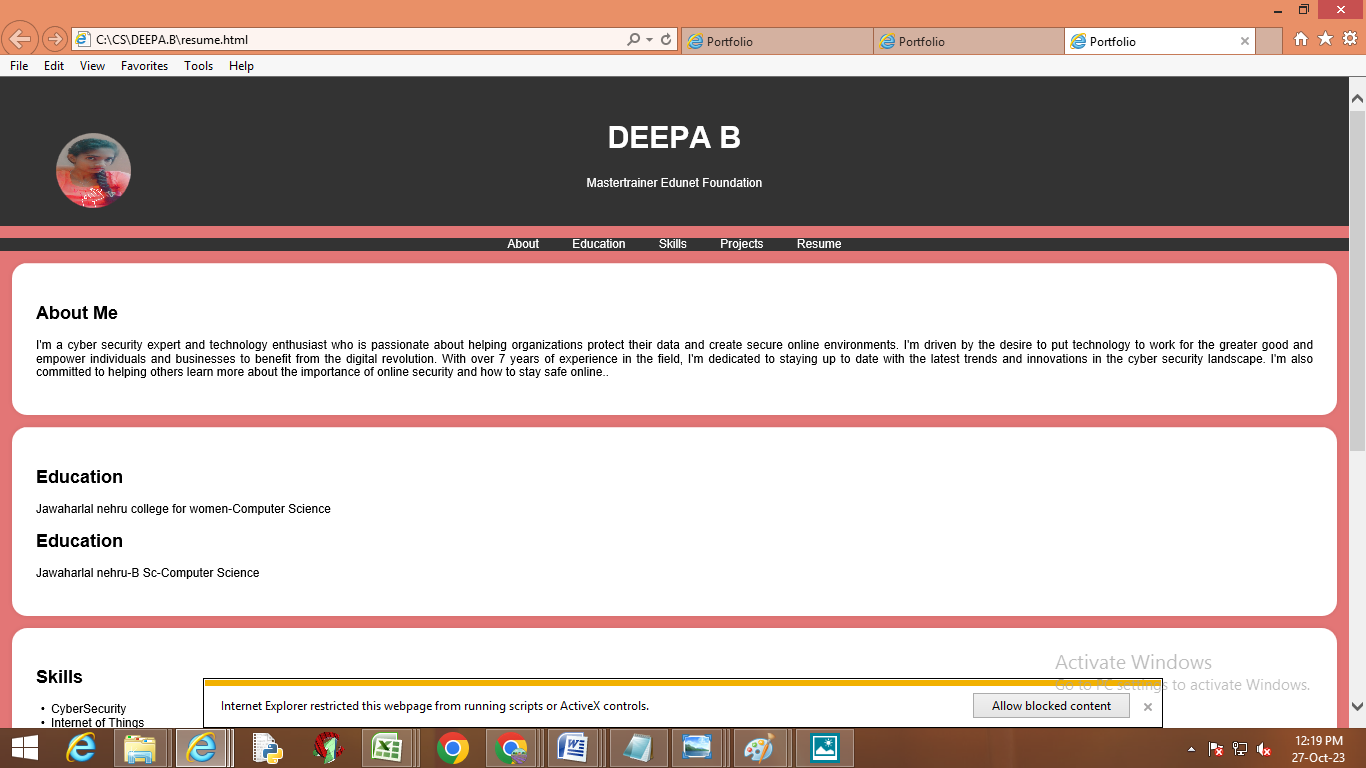 C:\CS\DEEPA.B\resume.html
Portfolio
Portfolio
Portfolio
File Edit View Favorites Tools Help
DEEPA B
Mastertrainer Edunet Foundation
About Education Skills Projects Resume
About Me
I'm a cyber security expert and technology enthusiast who is passionate about helping organizations protect their data and create secure online environments. I'm driven by the desire to put technology to work for the greater good and
empower individuals and businesses to benefit from the digital revolution. With over 7 years of experience in the field, I'm dedicated to staying up to date with the latest trends and innovations in the cyber security landscape. I'm also
committed to helping others learn more about the importance of online security and how to stay safe online..
Education
Jawaharlal nehru college for women-Computer Science
Education
Jawaharlal nehru-B Sc-Computer Science
Skills
• CyberSecurity
• Internet of Things
Activate Windows
Go to PC settings to activate Windows.
Internet Explorer restricted this webpage from running scripts or ActiveX controls.
Allow blocked content
12:19 PM
27-Oct-23